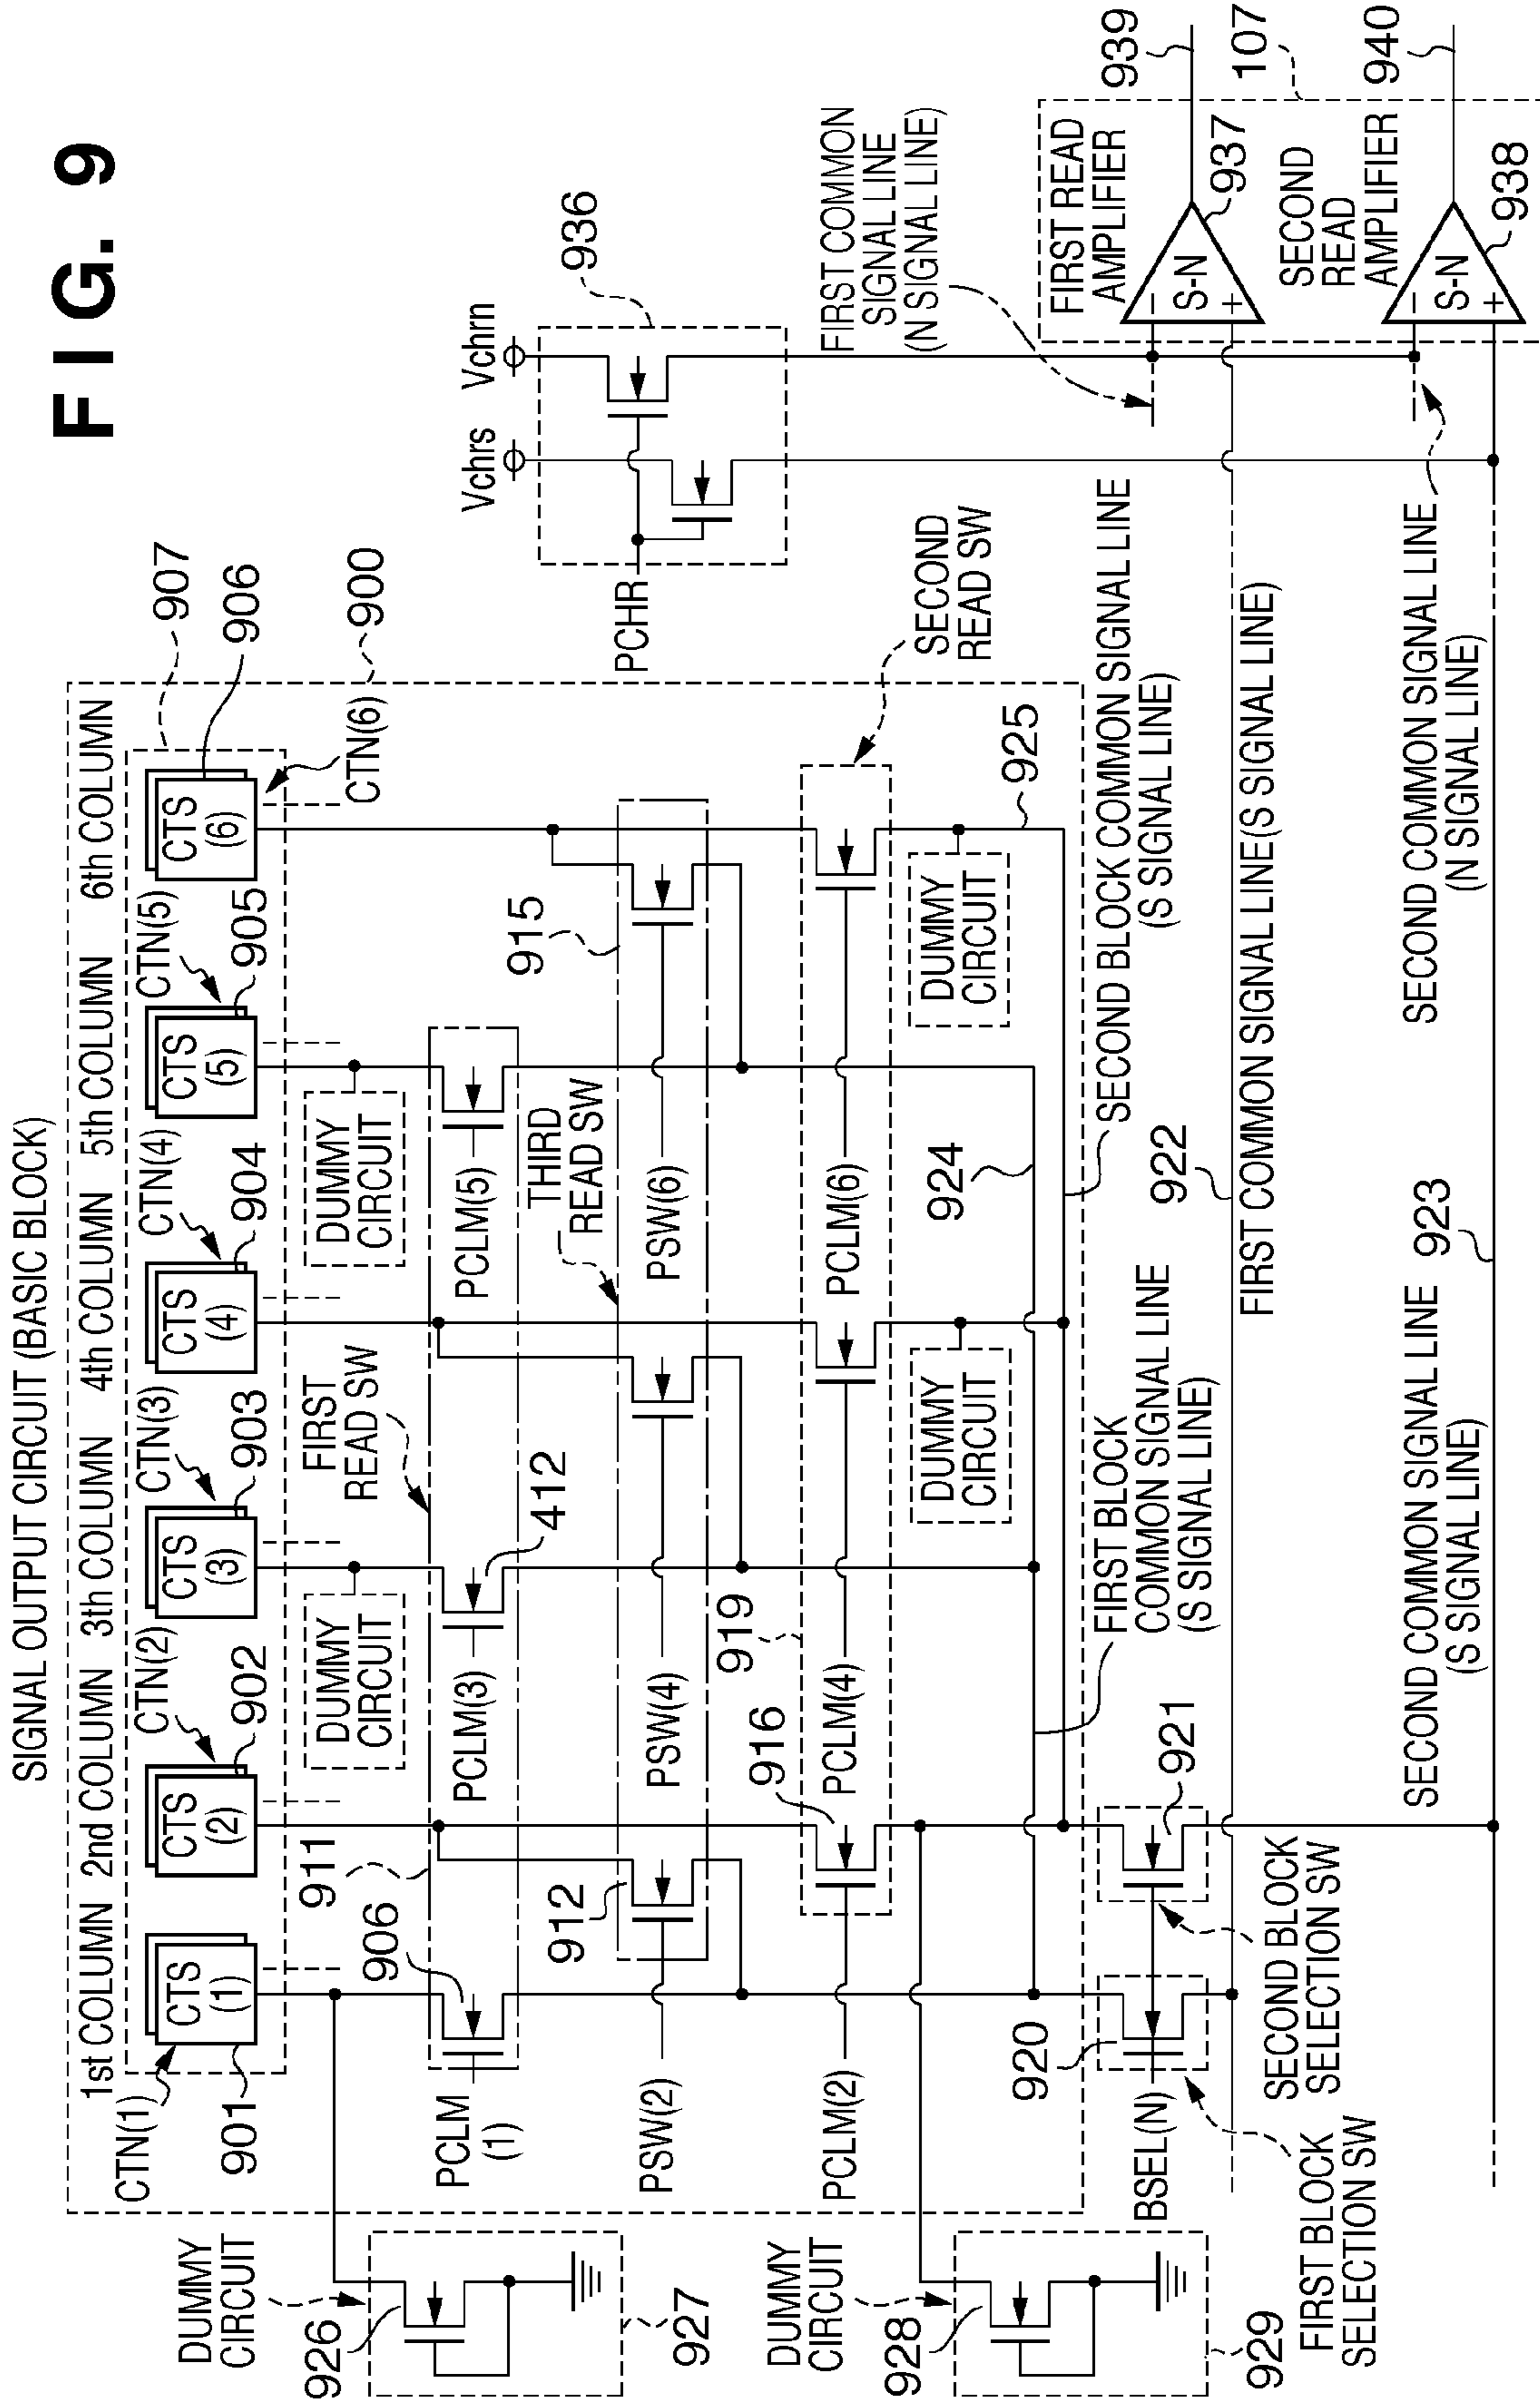 FIG. 9
SIGNAL OUTPUT CIRCUIT (BASIC BLOCK)
1st COLUMN
2nd COLUMN
3th COLUMN
4th COLUMN
5th COLUMN
6th COLUMN
907
906
900
CTN(1)
CTN(2)
CTN(3)
CTN(4)
CTN(5)
CTN(6)
901
902
903
904
905
CTS
(1)
CTS
(2)
CTS
(3)
CTS
(4)
CTS
(5)
CTS
(6)
DUMMY
CIRCUIT
926
927
911
906
PCLM
(1)
DUMMY
CIRCUIT
PCLM(3)
FIRST
READ SW
412
DUMMY
CIRCUIT
PCLM(5)
THIRD
READ SW
915
912
PSW(2)
PSW(4)
PSW(6)
919
916
PCLM(2)
PCLM(4)
PCLM(6)
SECOND
READ SW
DUMMY
CIRCUIT
928
929
DUMMY
CIRCUIT
DUMMY
CIRCUIT
925
924
920
921
BSEL(N)
FIRST BLOCK
SELECTION SW
SECOND BLOCK
SELECTION SW
FIRST BLOCK
COMMON SIGNAL LINE
(S SIGNAL LINE)
SECOND BLOCK COMMON SIGNAL LINE
(S SIGNAL LINE)
922
FIRST COMMON SIGNAL LINE(S SIGNAL LINE)
923
SECOND COMMON SIGNAL LINE
(S SIGNAL LINE)
SECOND COMMON SIGNAL LINE
(N SIGNAL LINE)
Vchrs
Vchrn
936
PCHR
FIRST COMMON
SIGNAL LINE
(N SIGNAL LINE)
FIRST READ
AMPLIFIER
937
−
S-N
+
939
107
SECOND
READ
AMPLIFIER
938
−
S-N
+
940